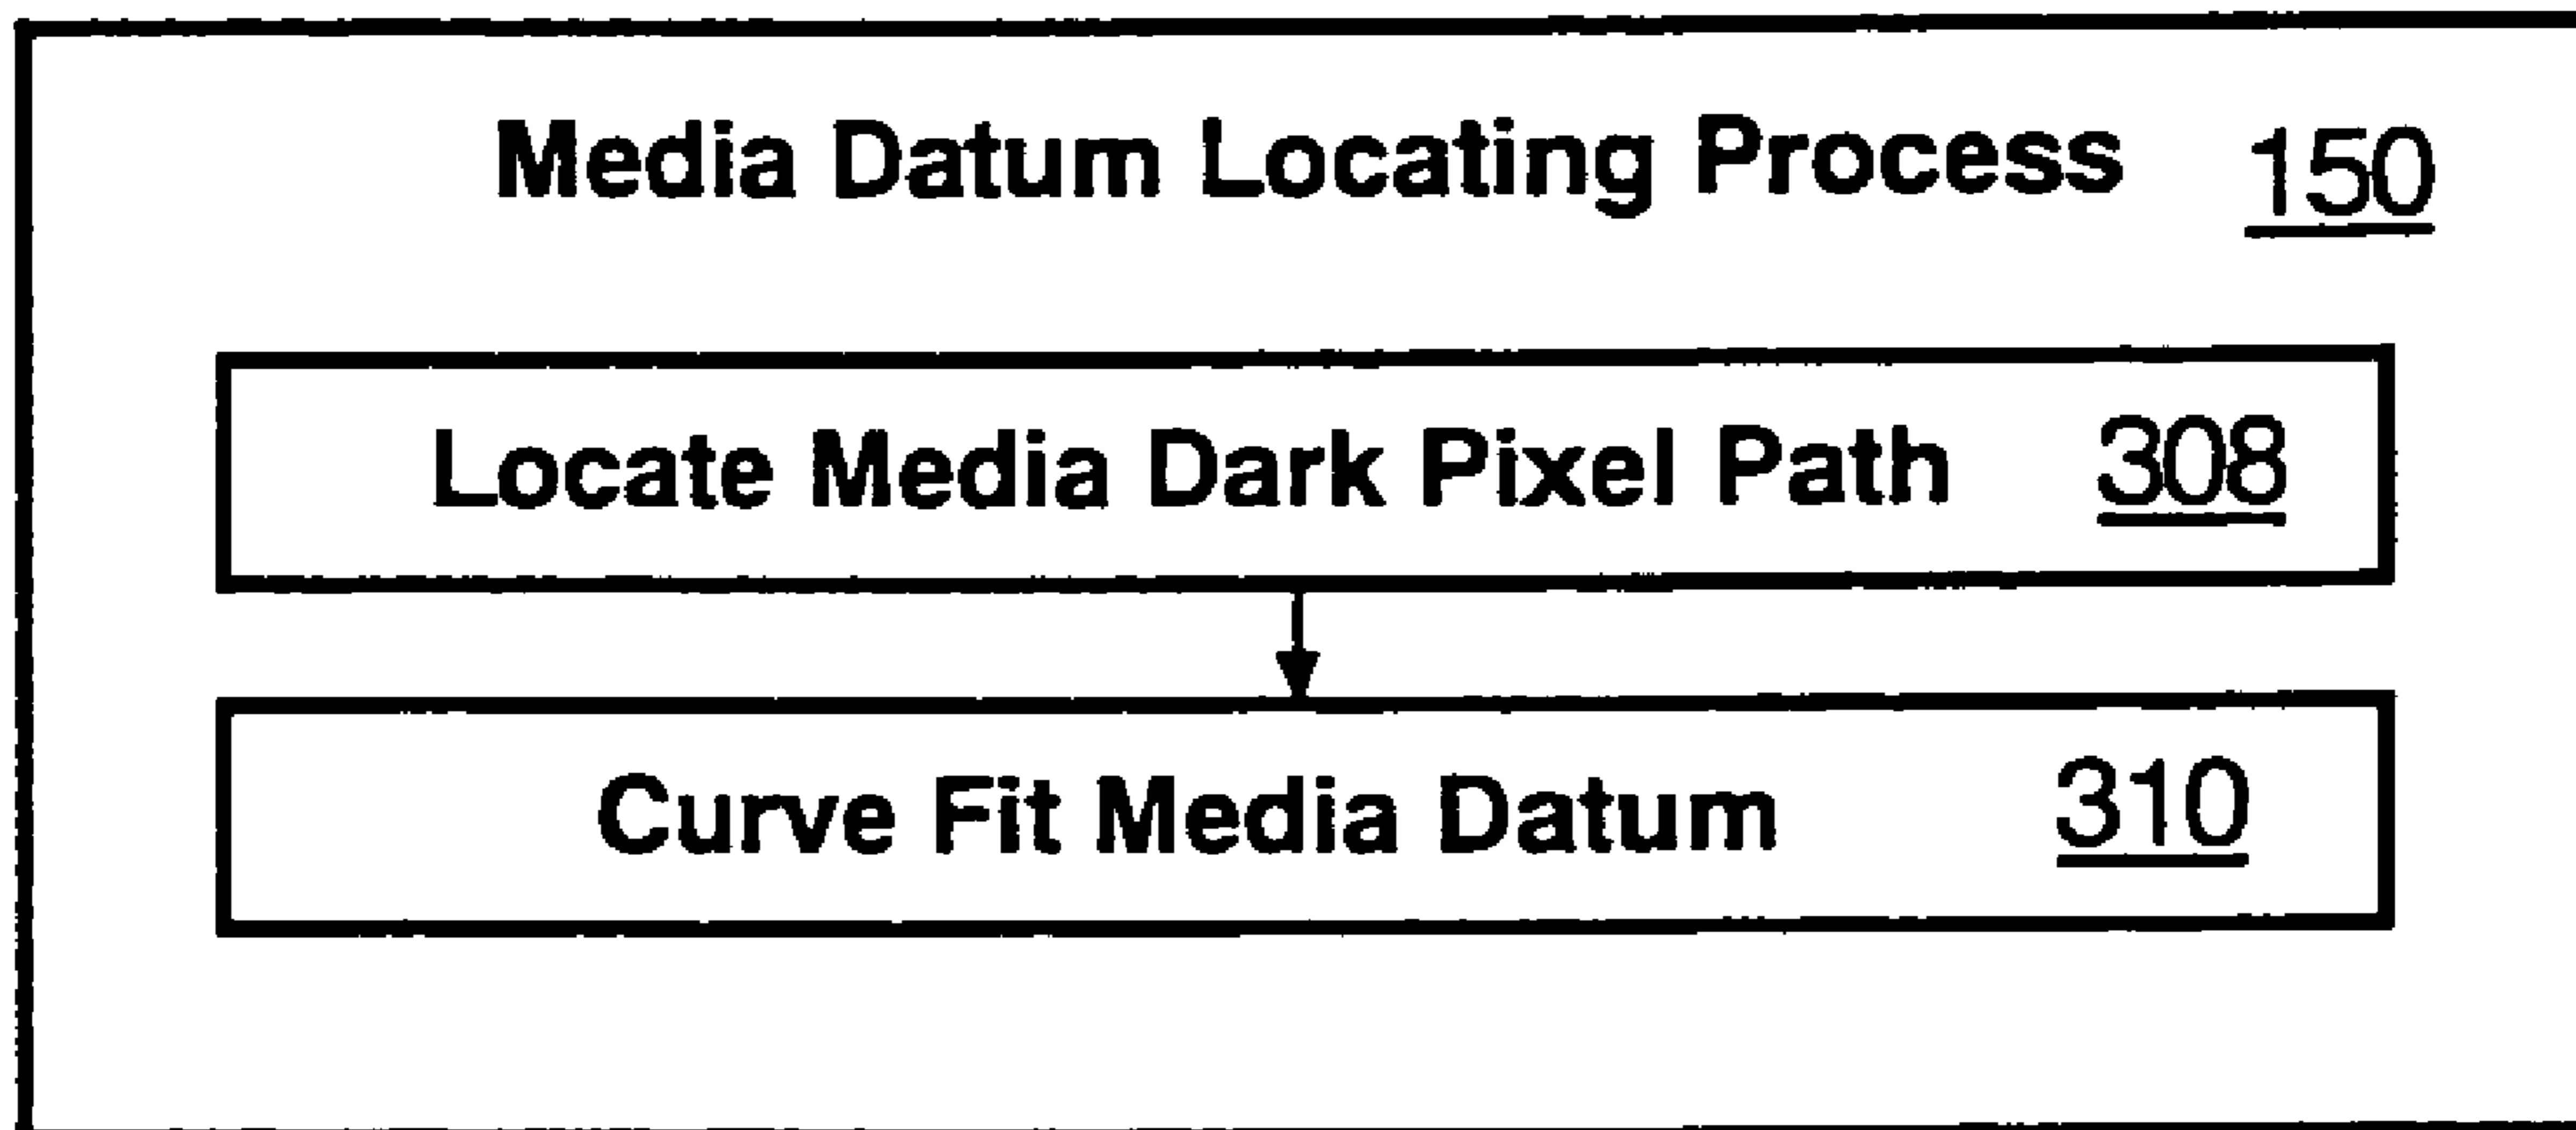 Media Datum Locating Process 150
Locate Media Dark Pixel Path 308
Curve Fit Media Datum 310